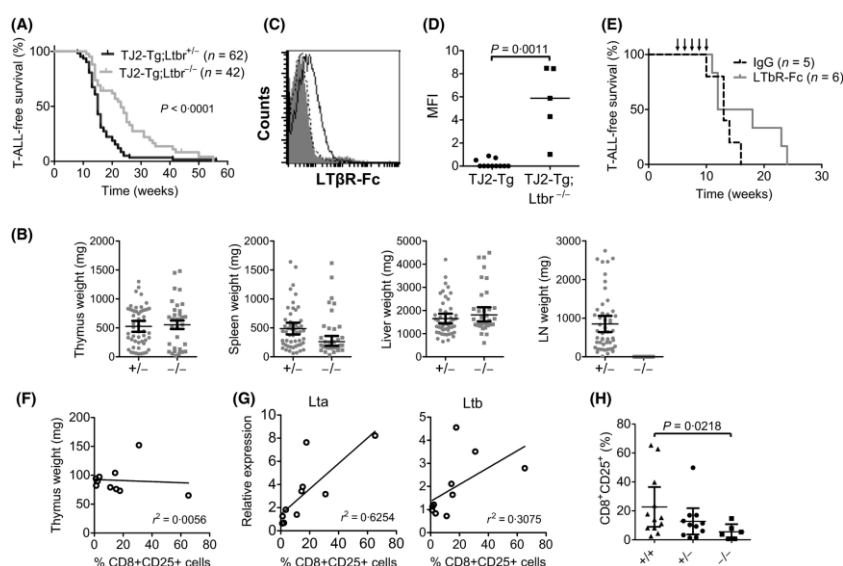 (A)
T-ALL-free survival (%)
100
50
0
TJ2-Tg;Ltbr+/− (n = 62)
TJ2-Tg;Ltbr−/− (n = 42)
P < 0·0001
0 10 20 30 40 50 60
Time (weeks)
(C)
Counts
LTβR-Fc
(D)
MFI
10
8
6
4
2
0
P = 0·0011
TJ2-Tg TJ2-Tg;
Ltbr −/−
(E)
T-ALL-free survival (%)
100
50
0
IgG (n = 5)
LTbR-Fc (n = 6)
0 10 20 30
Time (weeks)
(B)
Thymus weight (mg)
2000
1500
1000
500
0
+/− −/−
Spleen weight (mg)
2000
1500
1000
500
0
+/− −/−
Liver weight (mg)
5000
4000
3000
2000
1000
0
+/− −/−
LN weight (mg)
3000
2000
1000
0
+/− −/−
(F)
Thymus weight (mg)
200
150
100
50
0
r2 = 0·0056
0 20 40 60 80
% CD8+CD25+ cells
(G)
Lta
Relative expression
10
8
6
4
2
0
r2 = 0·6254
0 20 40 60 80
% CD8+CD25+ cells
Ltb
5
4
3
2
1
0
r2 = 0·3075
0 20 40 60 80
% CD8+CD25+ cells
(H)
CD8+CD25+ (%)
80
60
40
20
0
P = 0·0218
+/+ +/− −/−